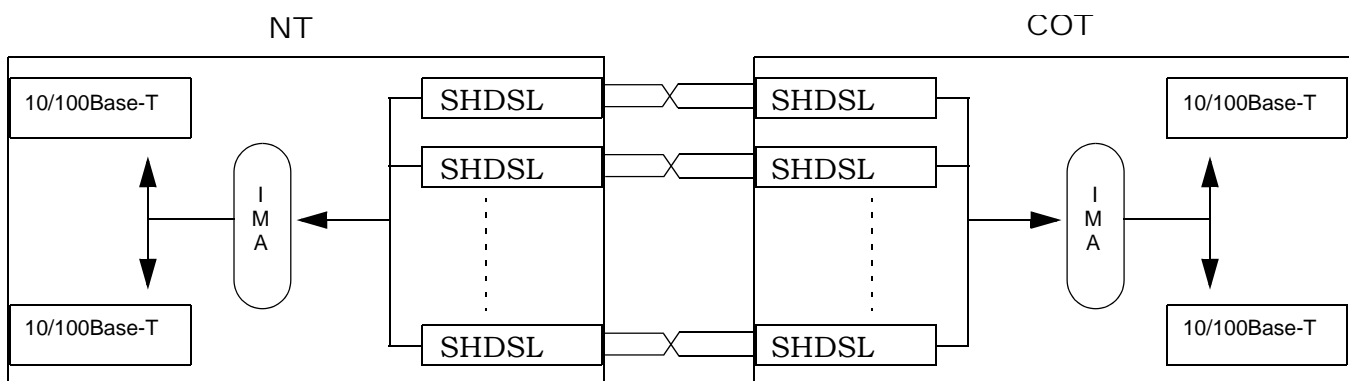 NT
COT
10/100Base-T
SHDSL
SHDSL
10/100Base-T
SHDSL
SHDSL
I
M
A
I
M
A
10/100Base-T
SHDSL
SHDSL
10/100Base-T